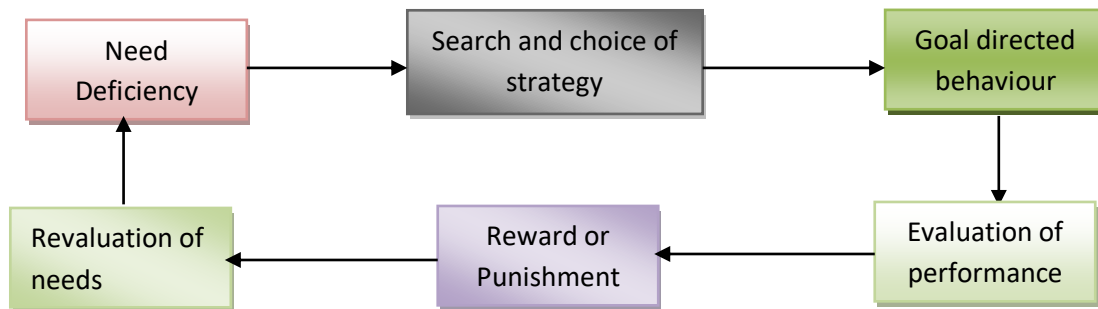 Need
Deficiency
Search and choice of
strategy
Goal directed
behaviour
Revaluation of
needs
Reward or
Punishment
Evaluation of
performance